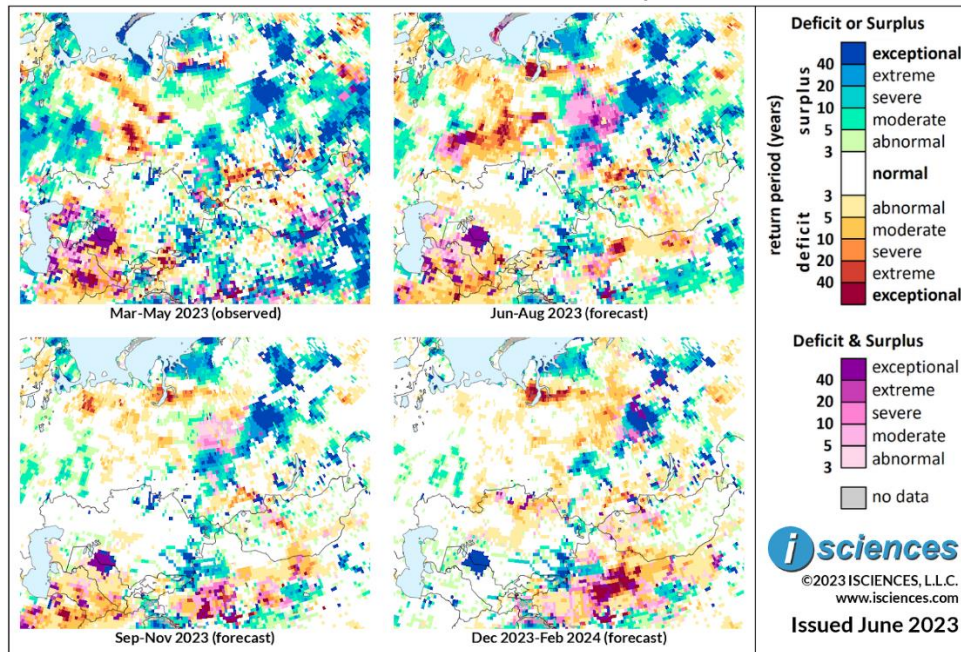 Mar-May 2023 (observed)
Jun-Aug 2023 (forecast)
Sep-Nov 2023 (forecast)
Dec 2023-Feb 2024 (forecast)
Deficit or Surplus
return period (years)
surplus
deficit
40
20
10
5
3
3
5
10
20
40
exceptional
extreme
severe
moderate
abnormal
normal
abnormal
moderate
severe
extreme
exceptional
Deficit & Surplus
40
20
10
5
3
exceptional
extreme
severe
moderate
abnormal
no data
i sciences
©2023 ISCIENCES, L.L.C.
www.isciences.com
Issued June 2023